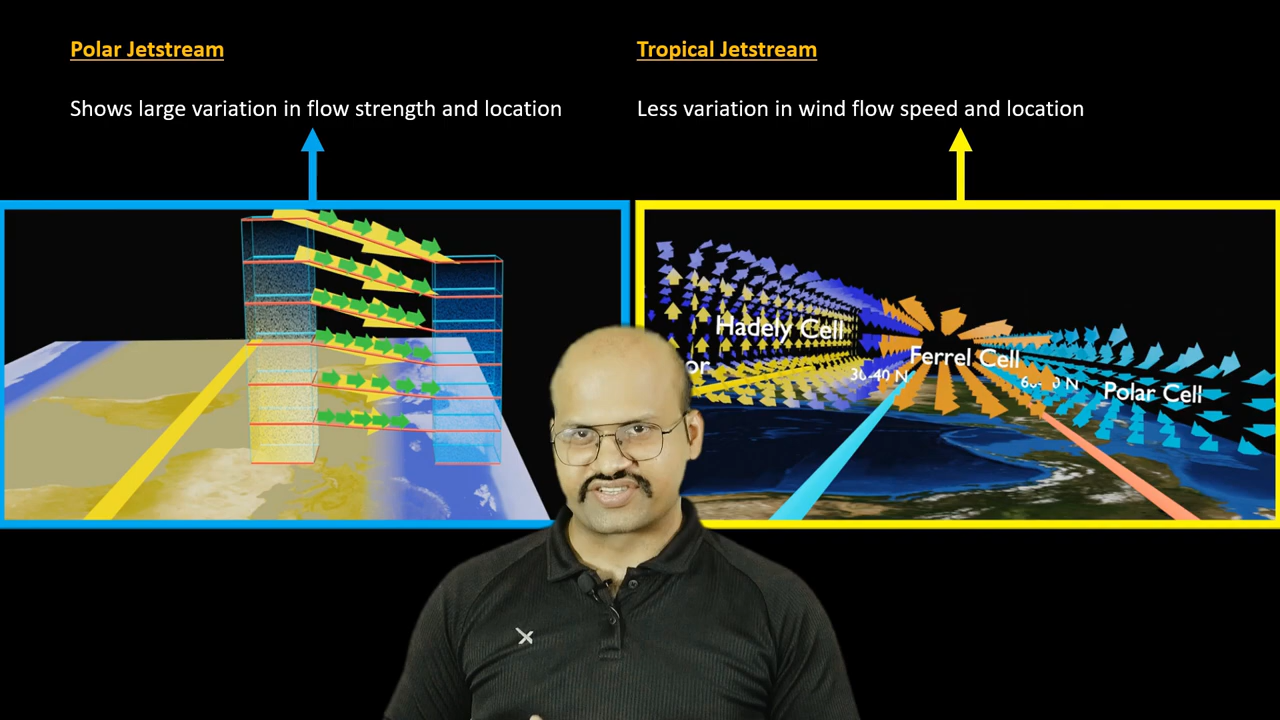 Polar Jetstream
Shows large variation in flow strength and location
Tropical Jetstream
Less variation in wind flow speed and location
Hadely Cell
or
Ferrel Cell
Polar Cell